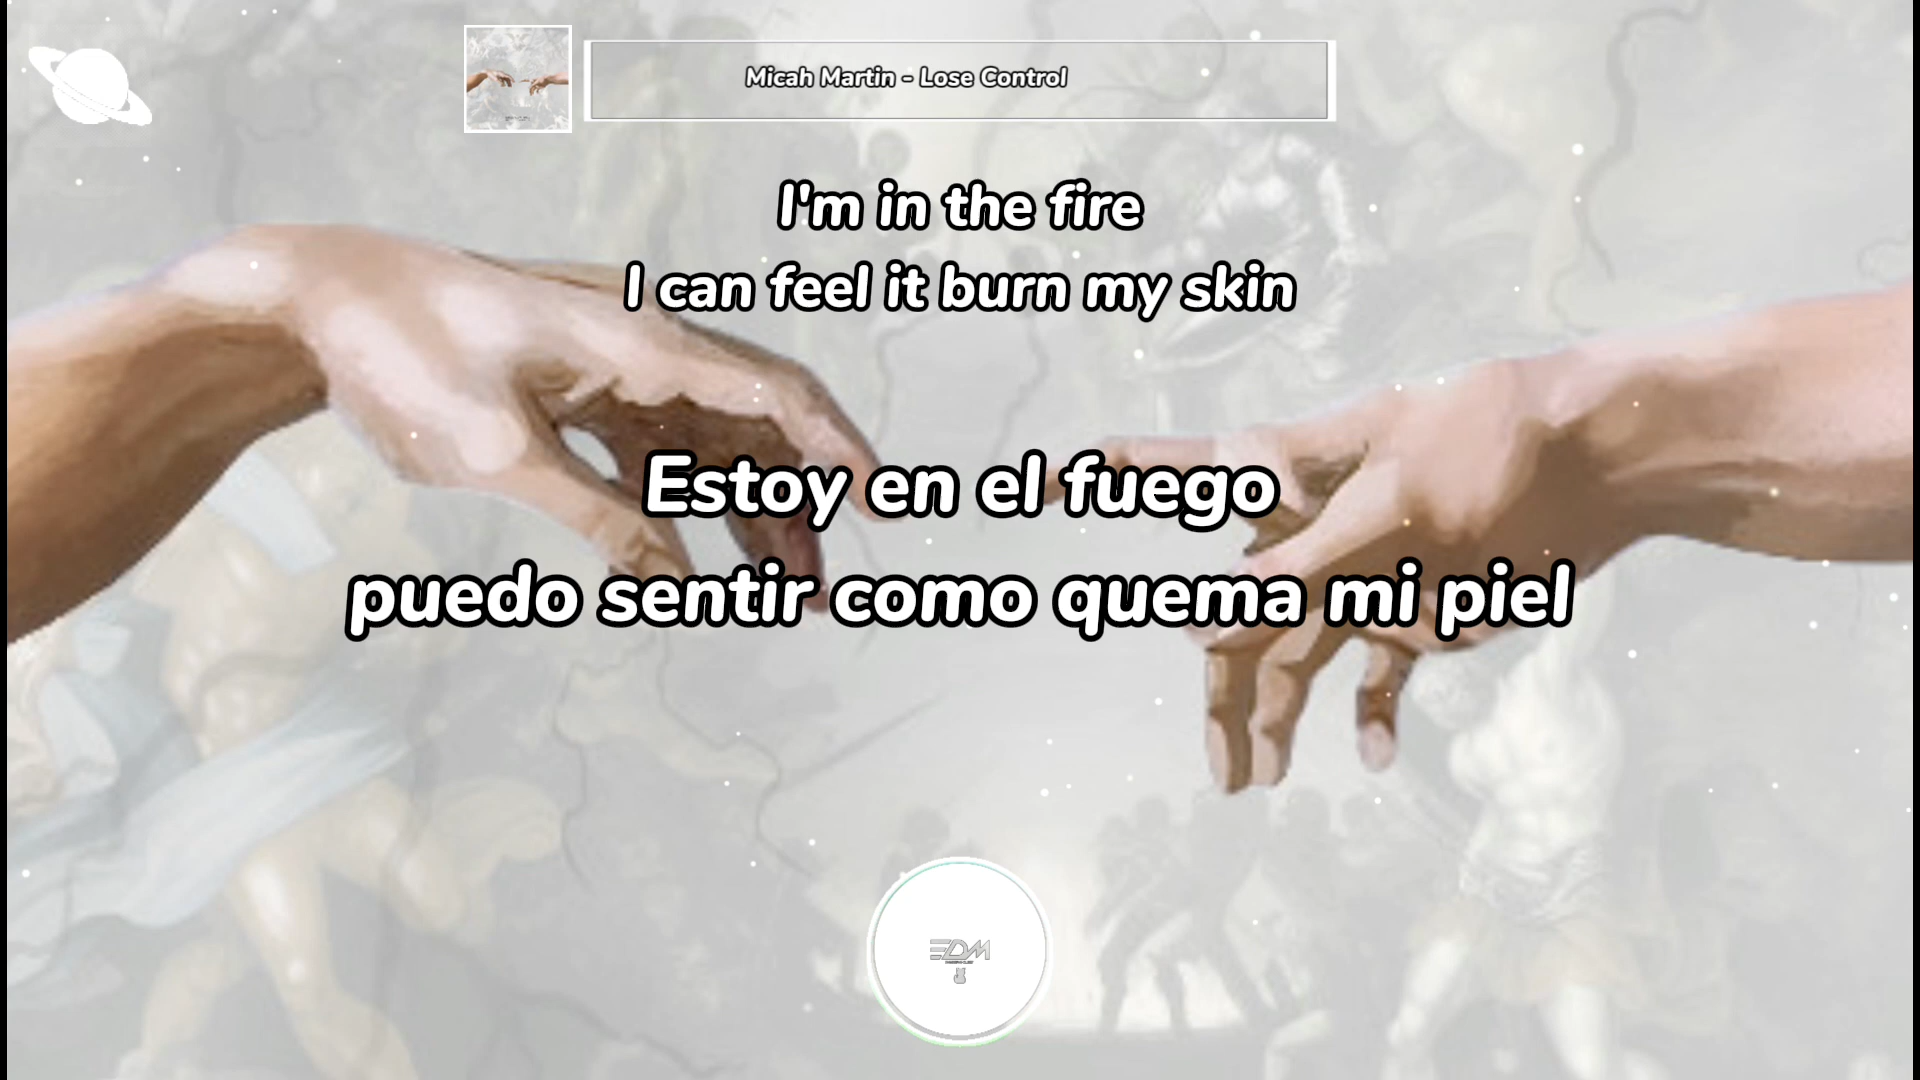 Micah Martin - Lose Control
I'm in the fire
I can feel it burn my skin
Estoy en el fuego
puedo sentir como quema mi piel
EDM